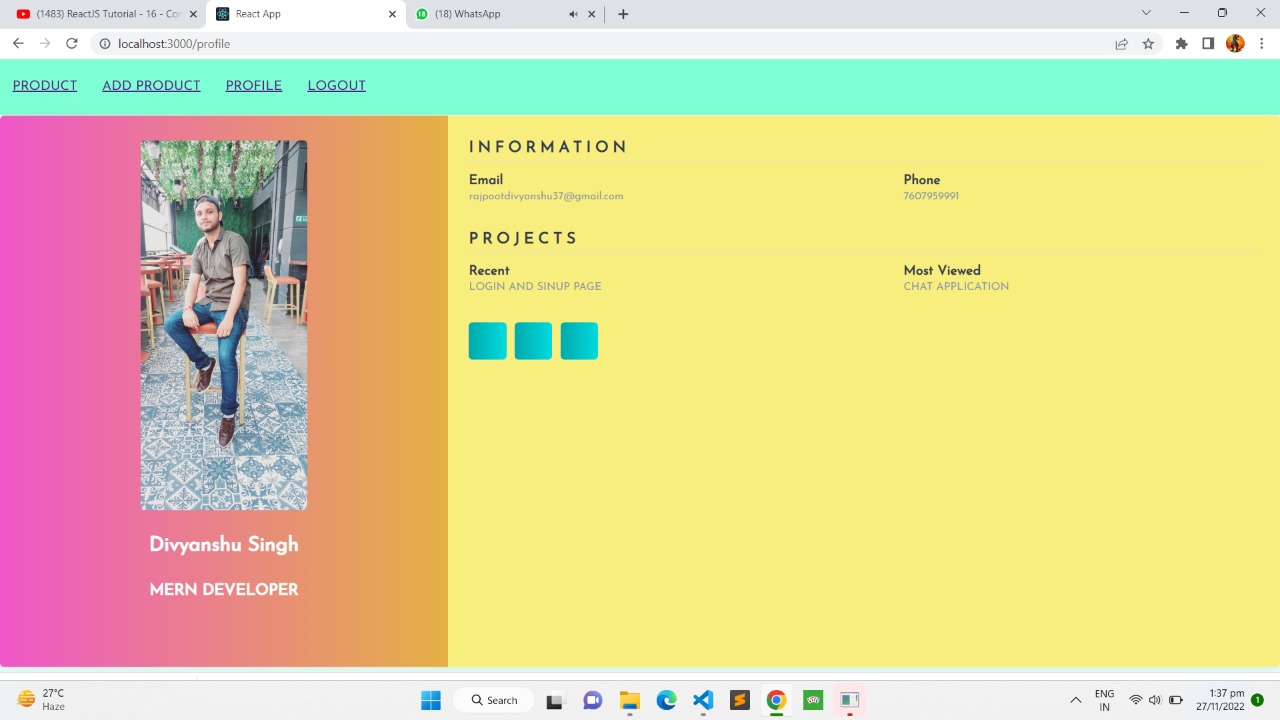 (1483) ReactJS Tutorial - 16 - Cor
React App
(18) WhatsApp
localhost:3000/profile
PRODUCT ADD PRODUCT PROFILE LOGOUT
INFORMATION
Email Phone
rajpootdivyanshu37@gmail.com 7607959991
PROJECTS
Recent Most Viewed
LOGIN AND SINUP PAGE CHAT APPLICATION
Divyanshu Singh
MERN DEVELOPER
27°C
Haze
Search
ENG
IN
1:37 pm
27/11/2022
1